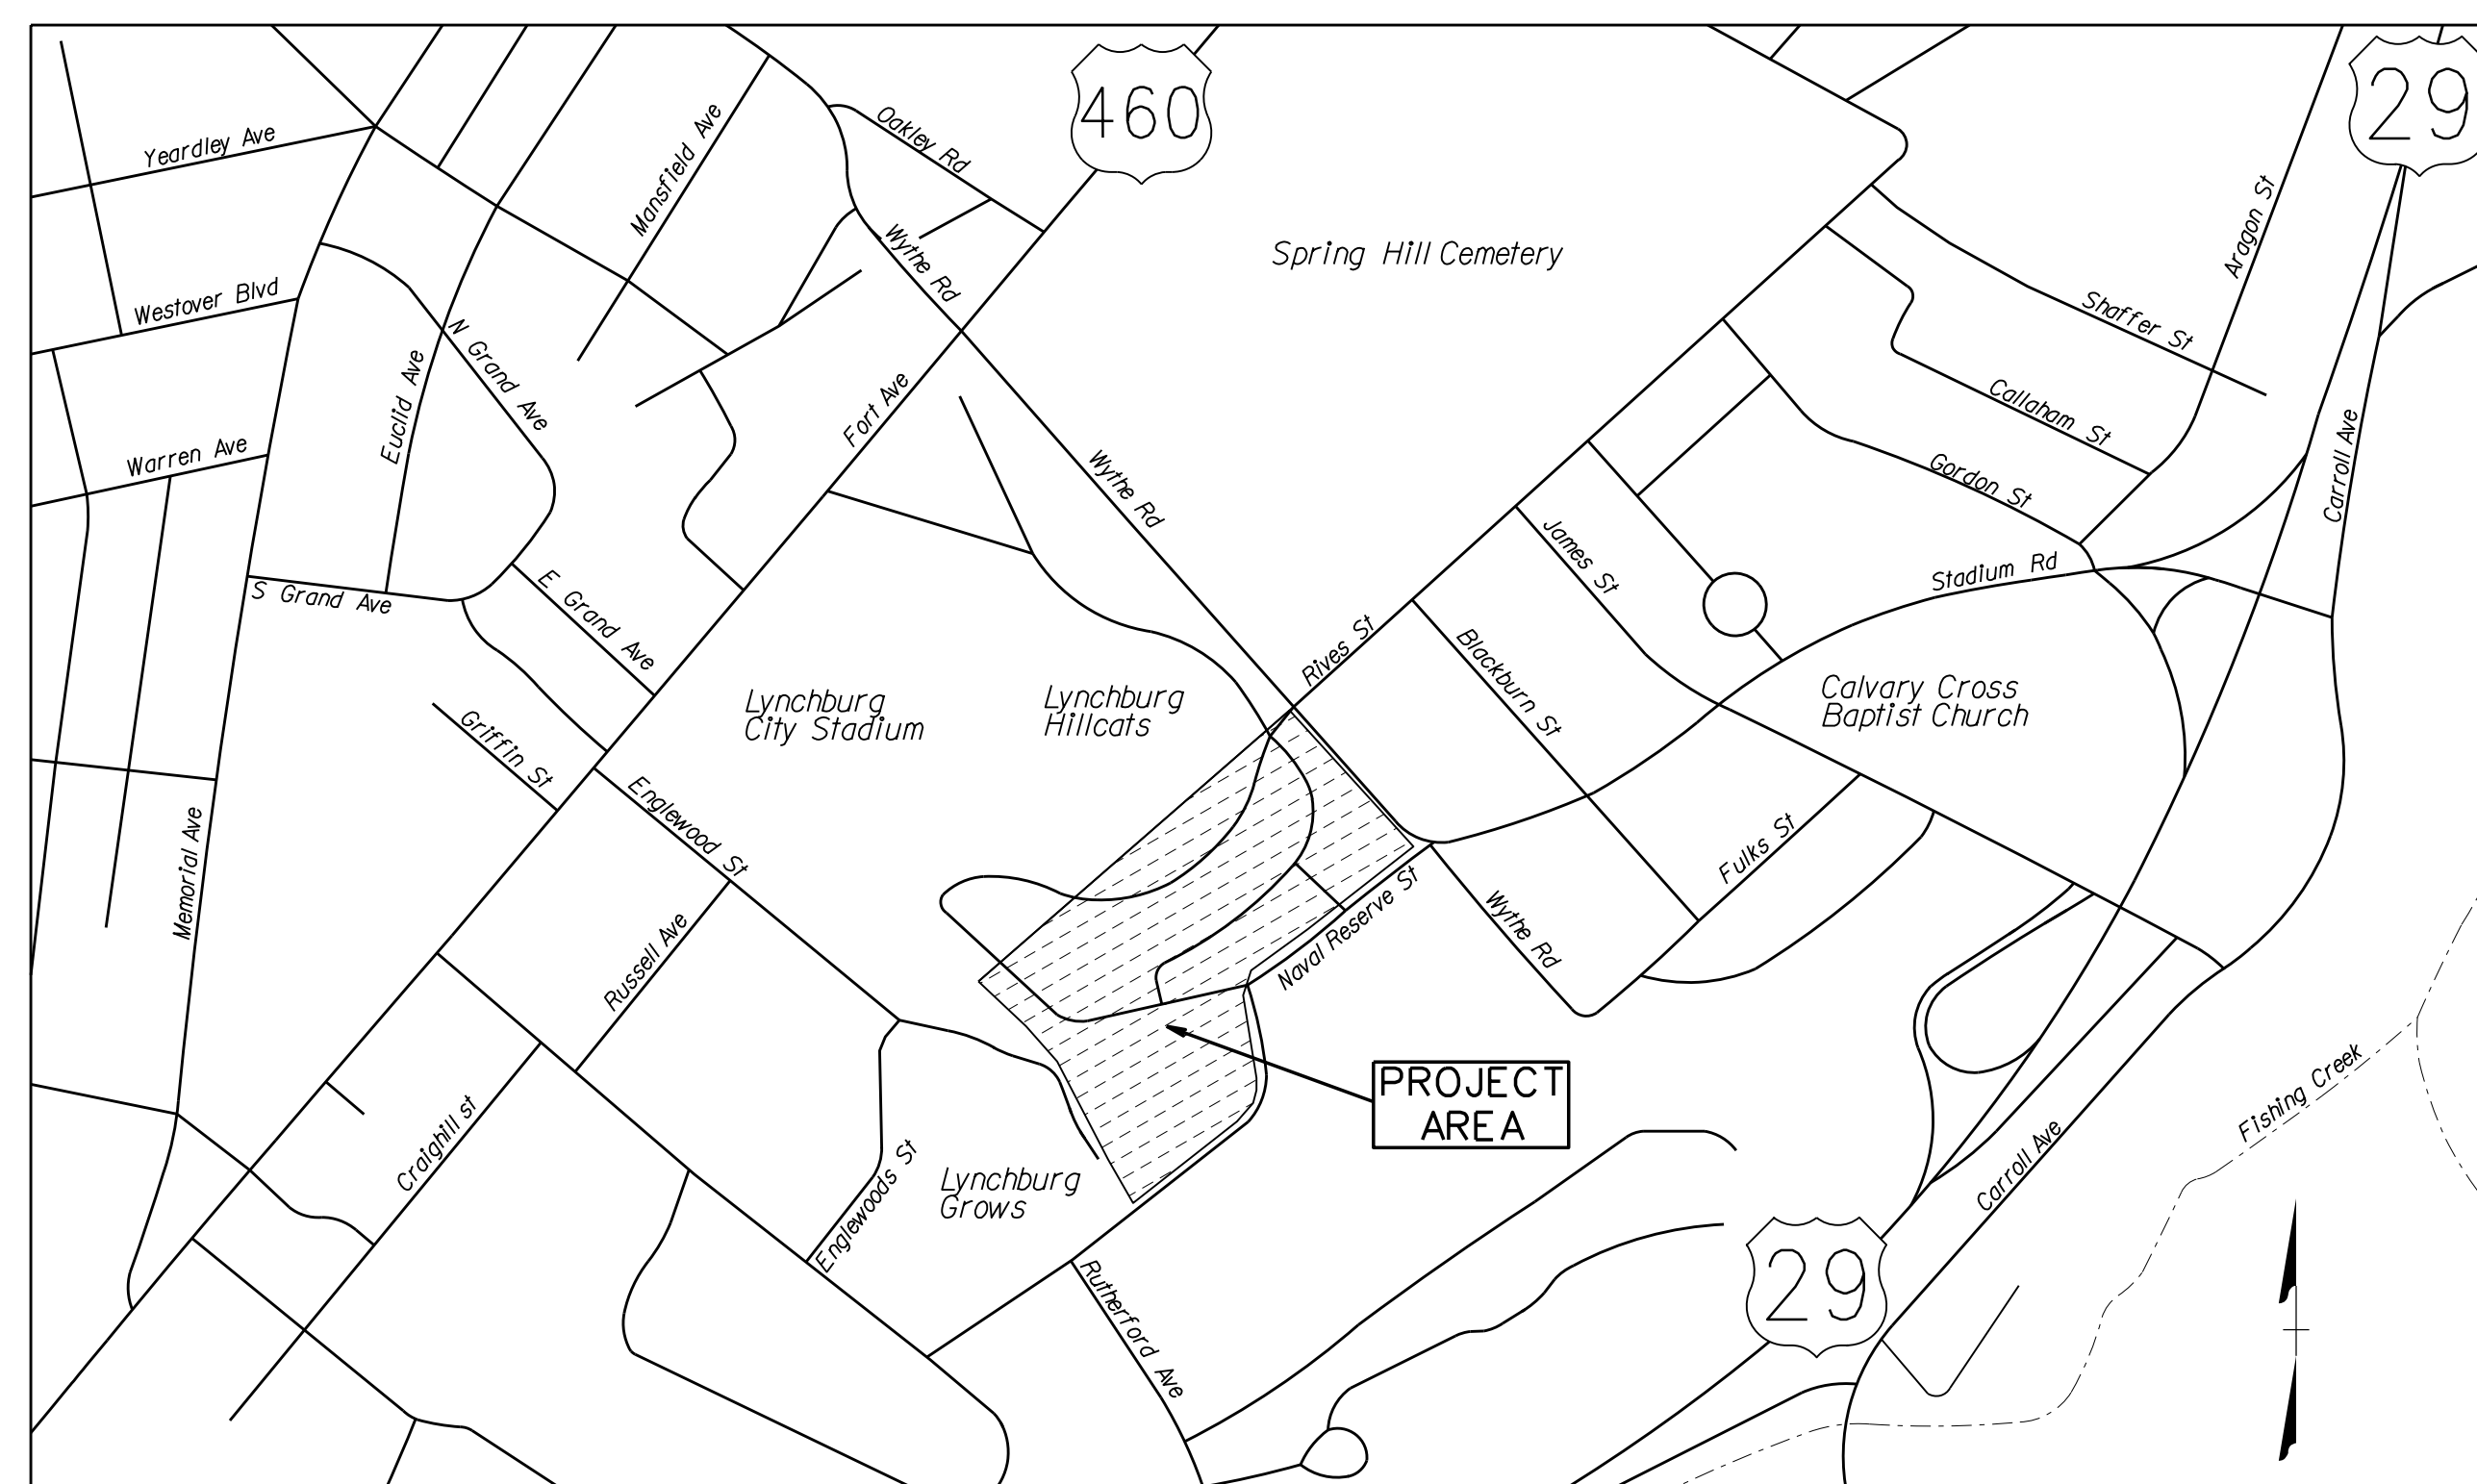 460
29
Yeardley Ave
Mansfield Ave
Oakley Rd
Wythe Rd
Spring Hill Cemetery
Aragon St
Westover Blvd
N Grand Ave
Euclid Ave
Fort Ave
Shaffer St
Callaham St
Carroll Ave
Warren Ave
Wythe Rd
Gordon St
James St
Stadium Rd
S Grand Ave
E Grand Ave
Rives St
Blackburn St
Griffin St
Lynchburg
City Stadium
Lynchburg
Hillcats
Calvary Cross
Baptist Church
Memorial Ave
Englewood St
Fulks St
Russell Ave
Naval Reserve St
Wythe Rd
PROJECT
AREA
Craighill st
Englewoods St
Lynchburg
Grows
Fishing Creek
Carroll Ave
29
Rutherford Ave